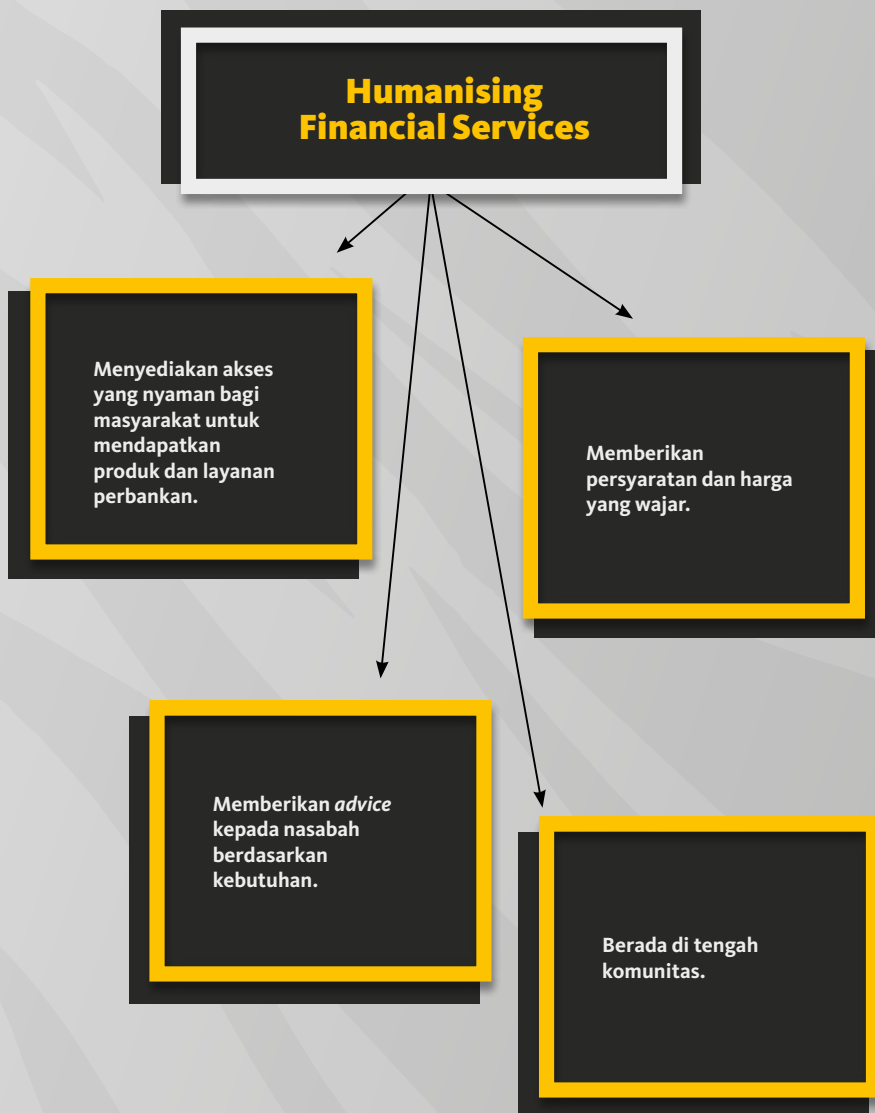 Humanising
Financial Services
Menyediakan akses
yang nyaman bagi
masyarakat untuk
mendapatkan
produk dan layanan
perbankan.
Memberikan
persyaratan dan harga
yang wajar.
Memberikan advice
kepada nasabah
berdasarkan
kebutuhan.
Berada di tengah
komunitas.